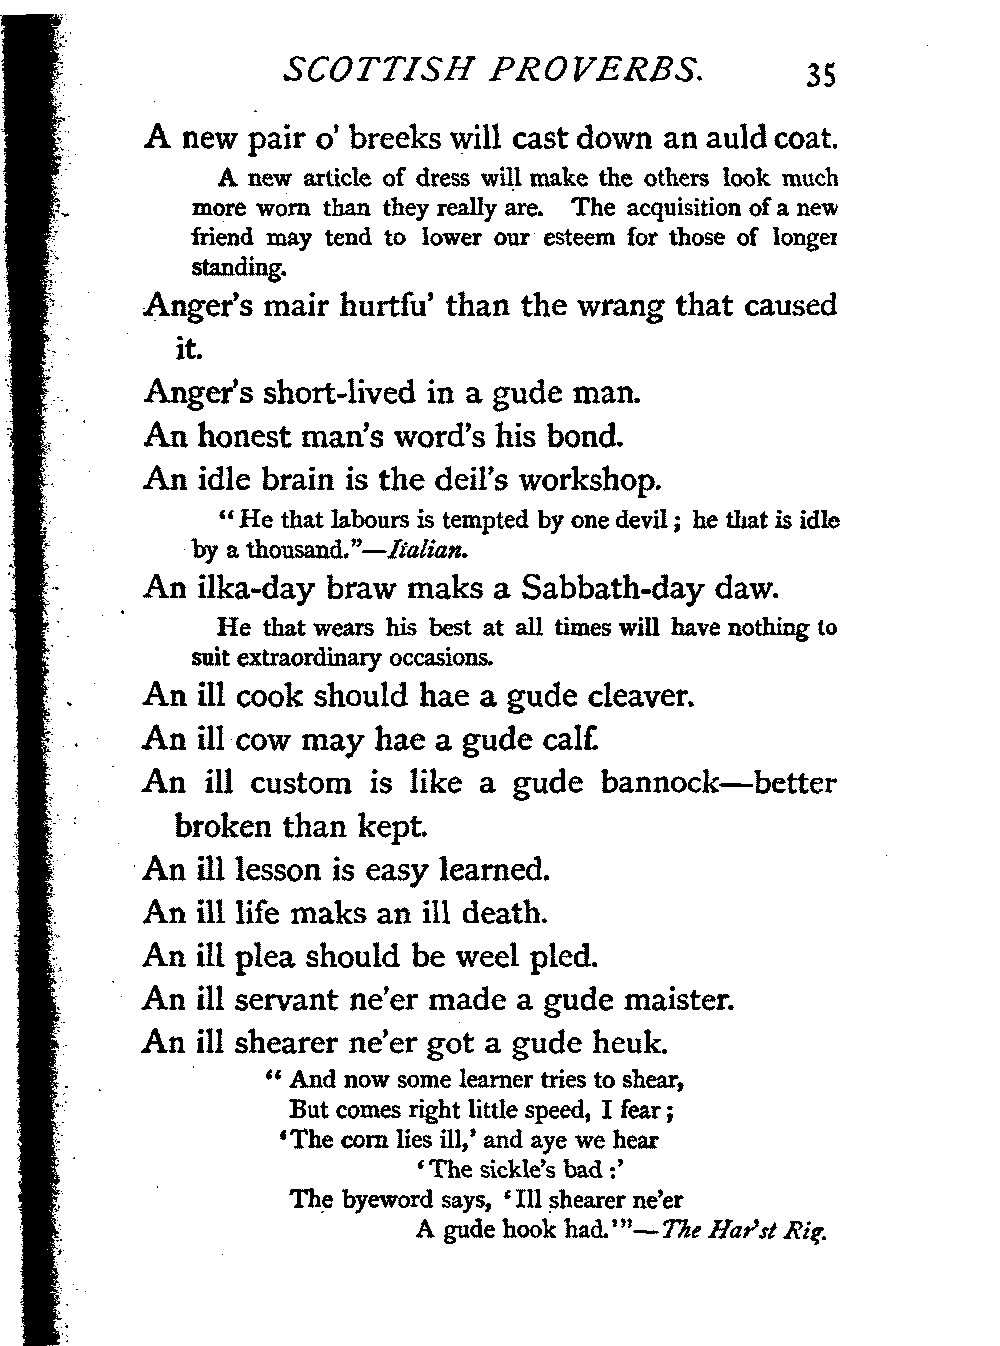 SCOTTISH PROVERBS. 35
A new pair o' breeks will cast down an auld coat.
A new article of dress will make the others look much
more worn than they really are. The acquisition of a new
friend may tend to lower our esteem for those of longer
standing.
Anger's mair hurtfu' than the wrang that caused
it.
Anger's short-lived in a gude man.
An honest man's word's his bond.
An idle brain is the deil's workshop.
"He that labours is tempted by one devil; he that is idle
by a thousand."—Italian.
An ilka-day braw maks a Sabbath-day daw.
He that wears his best at all times will have nothing to
suit extraordinary occasions.
An ill cook should hae a gude cleaver.
An ill cow may hae a gude calf.
An ill custom is like a gude bannock—better
broken than kept.
An ill lesson is easy learned.
An ill life maks an ill death.
An ill plea should be weel pled.
An ill servant ne'er made a gude maister.
An ill shearer ne'er got a gude heuk.
"And now some learner tries to shear,
But comes right little speed, I fear;
'The corn lies ill,' and aye we hear
'The sickle's bad:'
The byeword says, 'Ill shearer ne'er
A gude hook had.'"—The Har'st Rig.